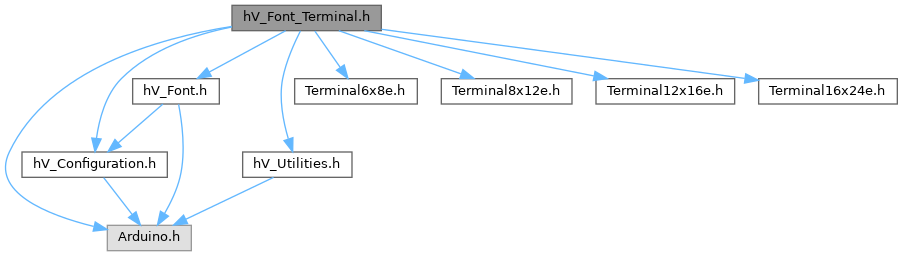 hV_Font_Terminal.h
hV_Font.h
Terminal6x8e.h
Terminal8x12e.h
Terminal12x16e.h
Terminal16x24e.h
hV_Configuration.h
hV_Utilities.h
Arduino.h